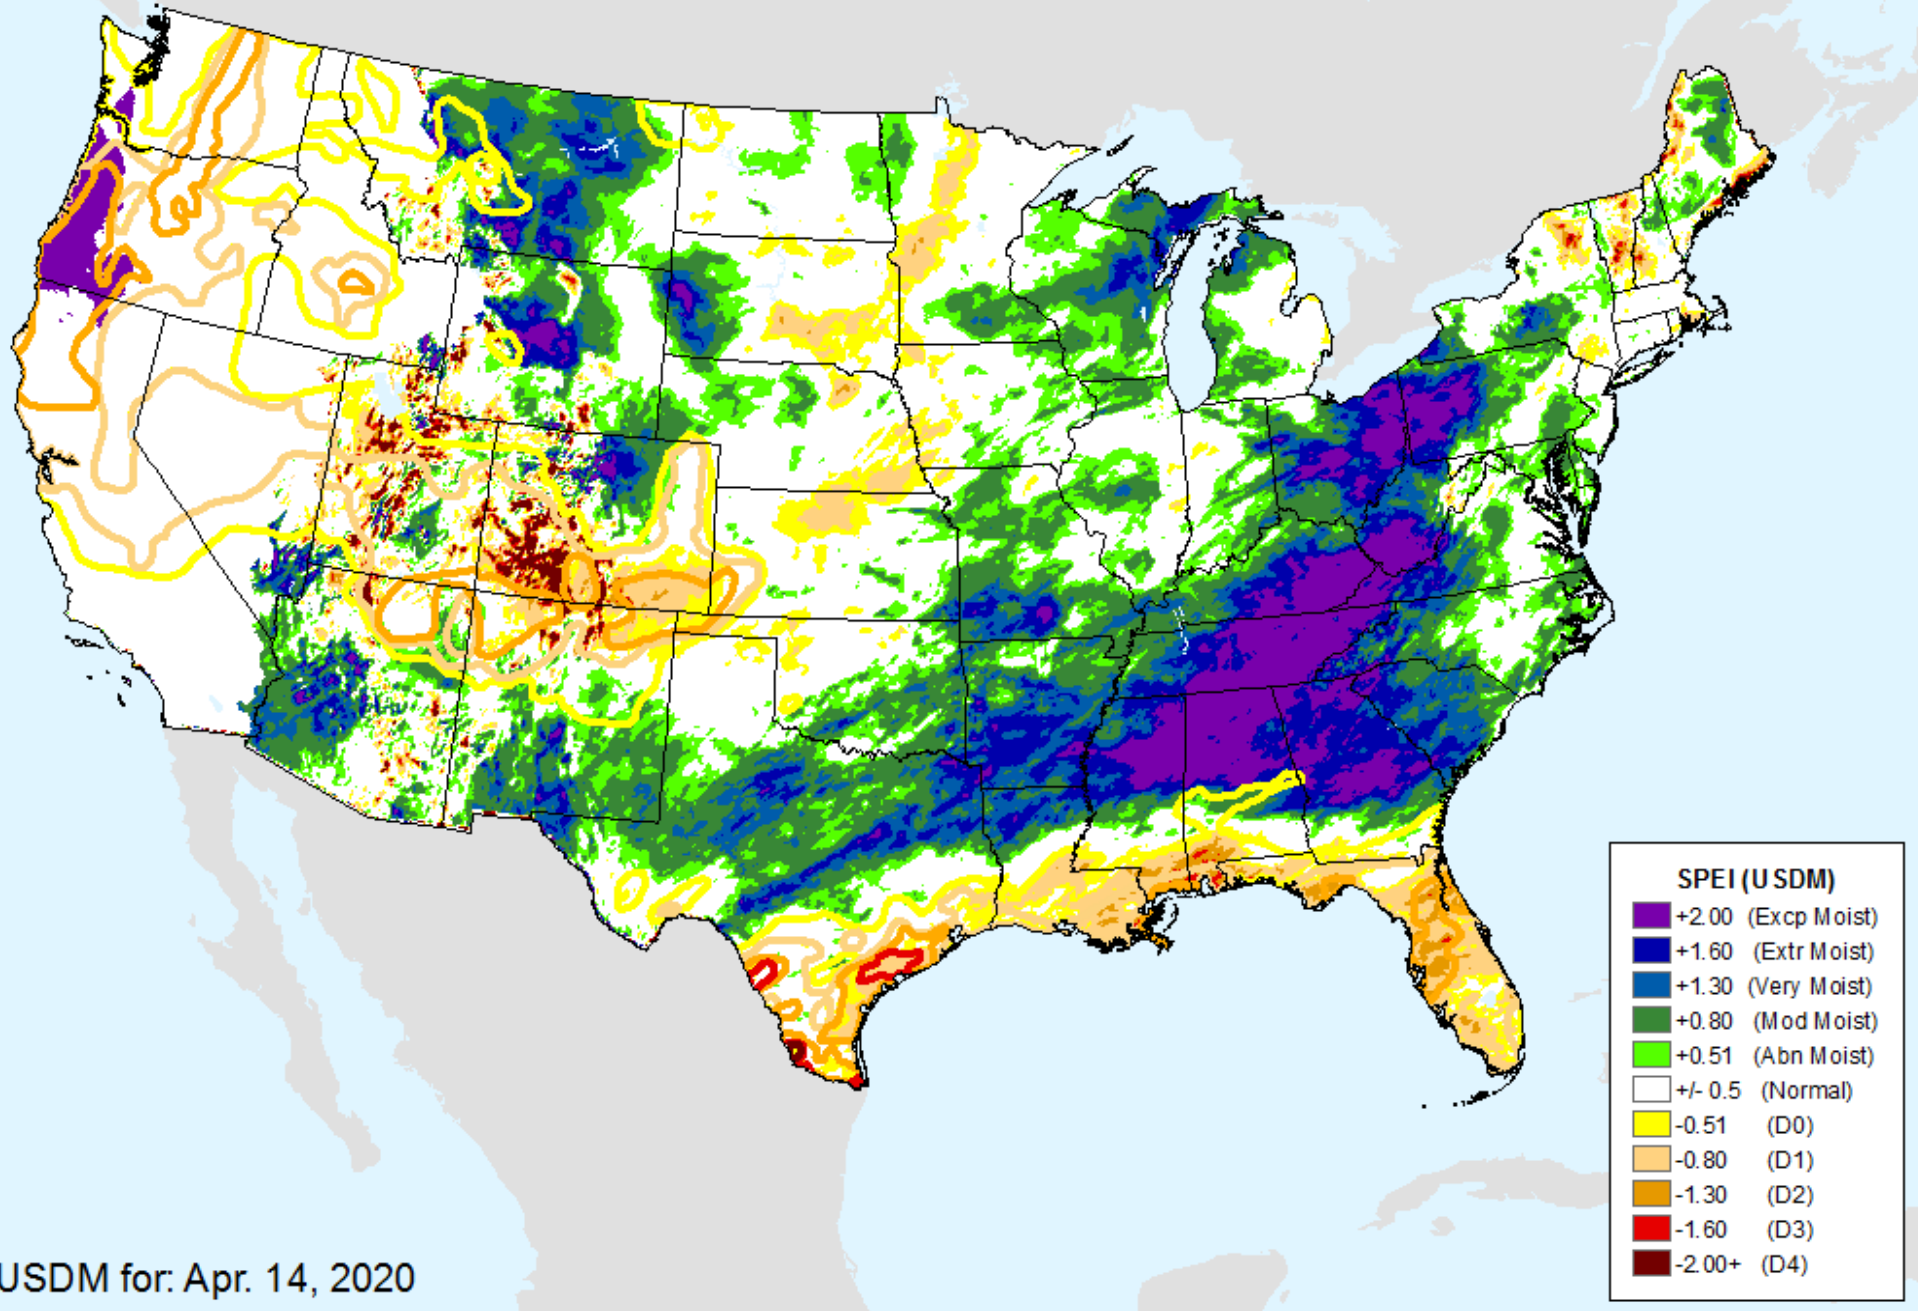 SPEI (USDM)
+2.00 (Excp Moist)
+1.60 (Extr Moist)
+1.30 (Very Moist)
+0.80 (Mod Moist)
+0.51 (Abn Moist)
+/- 0.5 (Normal)
-0.51 (D0)
-0.80 (D1)
-1.30 (D2)
-1.60 (D3)
-2.00+ (D4)
USDM for: Apr. 14, 2020